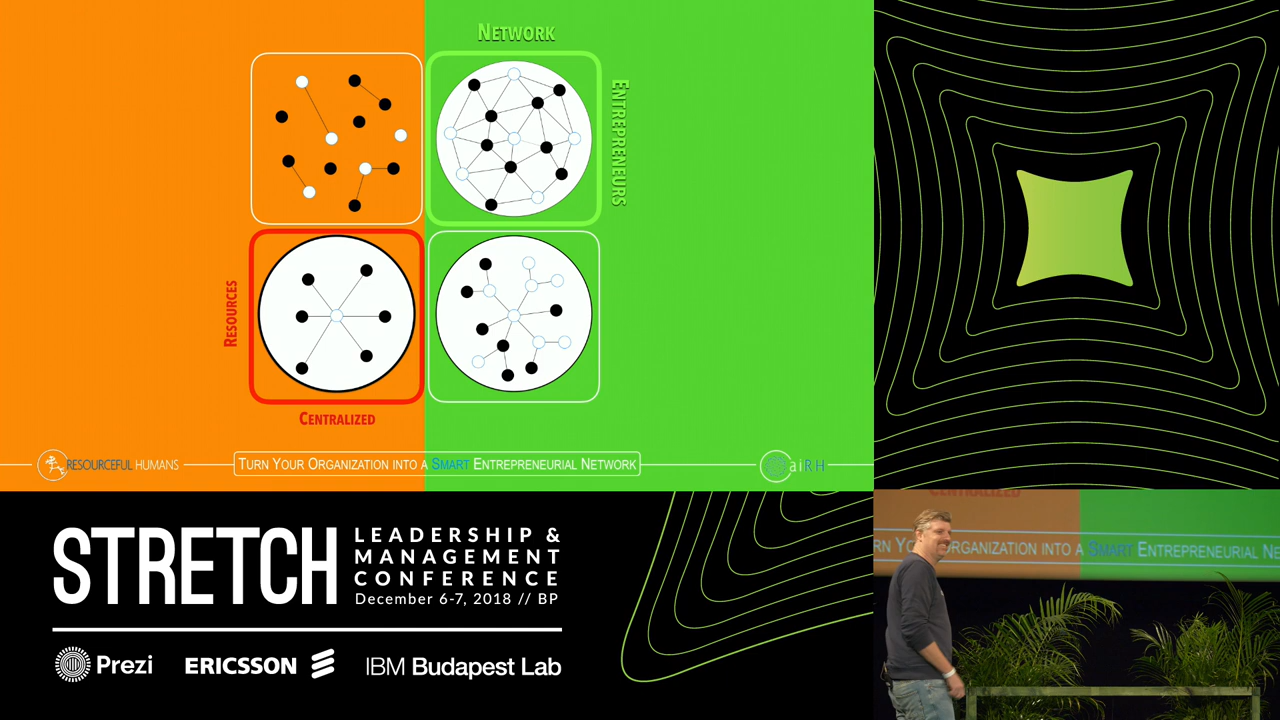 NETWORK
ENTREPRENEURS
RESOURCES
CENTRALIZED
RESOURCEFUL HUMANS
TURN YOUR ORGANIZATION INTO A SMART ENTREPRENEURIAL NETWORK
aiRH
CENTRALIZED
RN YOUR ORGANIZATION INTO A SMART ENTREPRENEURIAL NE
STRETCH
LEADERSHIP &
MANAGEMENT
CONFERENCE
December 6-7, 2018 // BP
Prezi
ERICSSON
IBM Budapest Lab